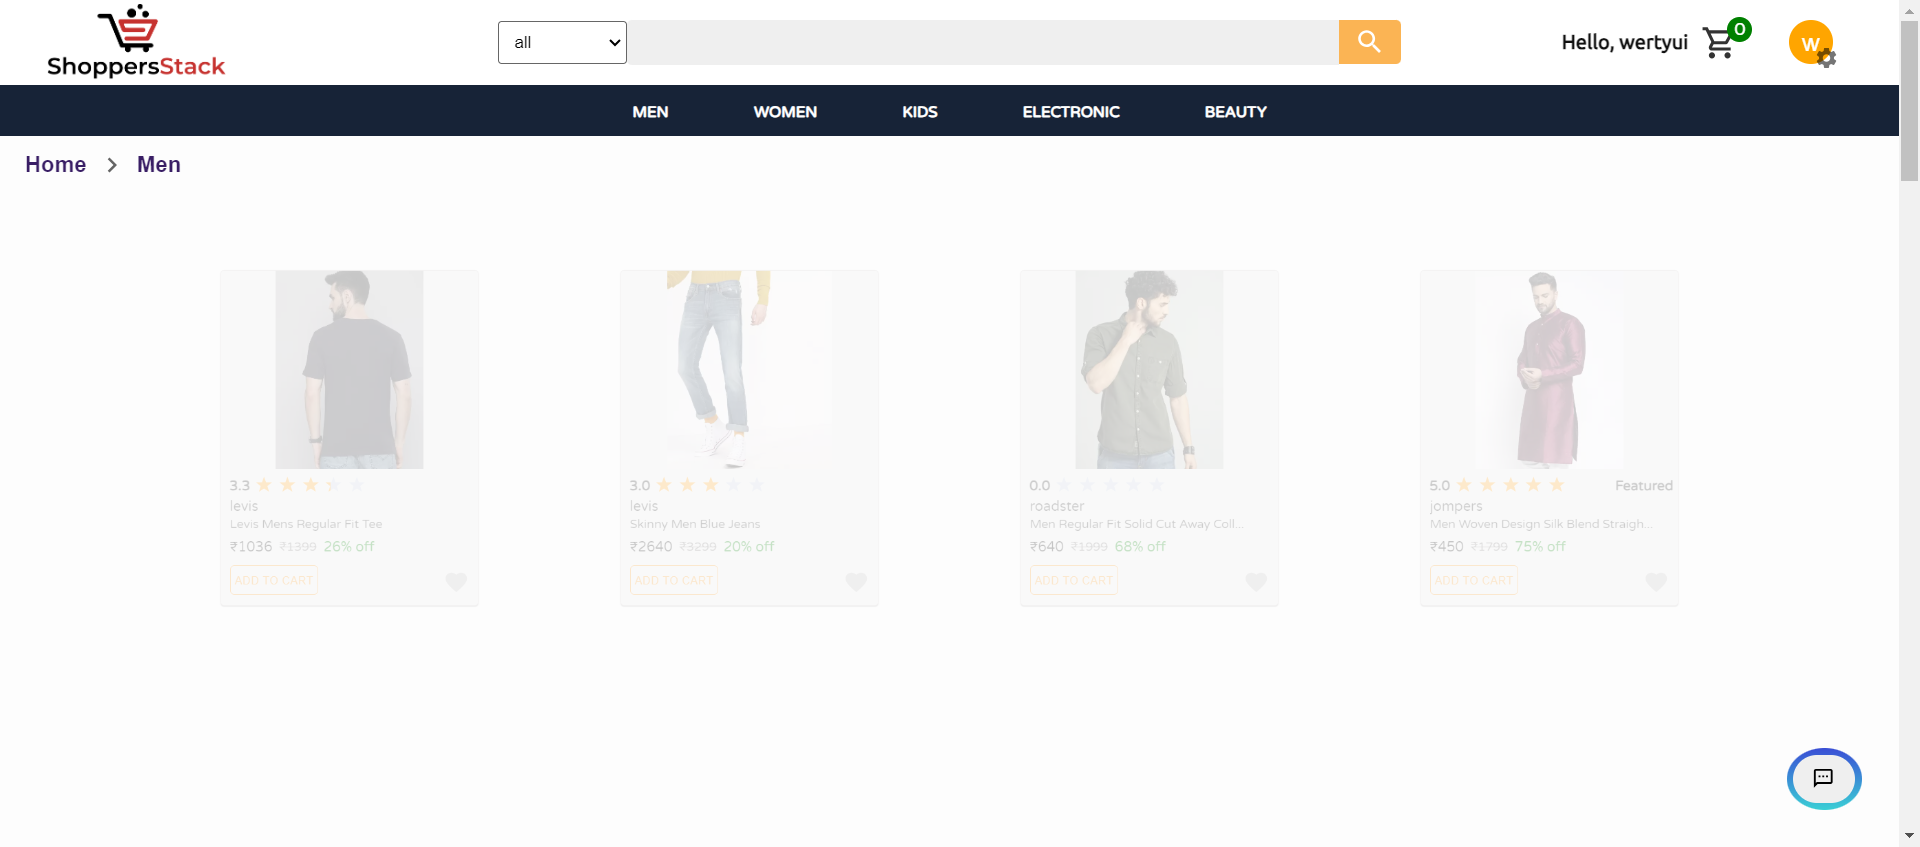 ShoppersStack
all
Hello, wertyui
0
W
MEN WOMEN KIDS ELECTRONIC BEAUTY
Home > Men
3.3
levis
Levis Mens Regular Fit Tee
₹1036 ₹1399 26% off
ADD TO CART
3.0
levis
Skinny Men Blue Jeans
₹2640 ₹3299 20% off
ADD TO CART
0.0
roadster
Men Regular Fit Solid Cut Away Coll...
₹640 ₹1999 68% off
ADD TO CART
5.0 Featured
jompers
Men Woven Design Silk Blend Straigh...
₹450 ₹1799 75% off
ADD TO CART